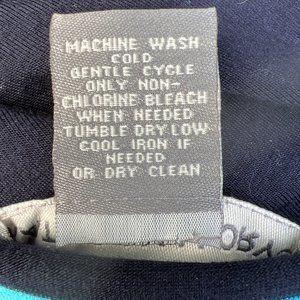 MACHINE WASH
COLD
GENTLE CYCLE
ONLY NON-
CHLORINE BLEACH
WHEN NEEDED
TUMBLE DRY LOW
COOL IRON IF
NEEDED
OR DRY CLEAN